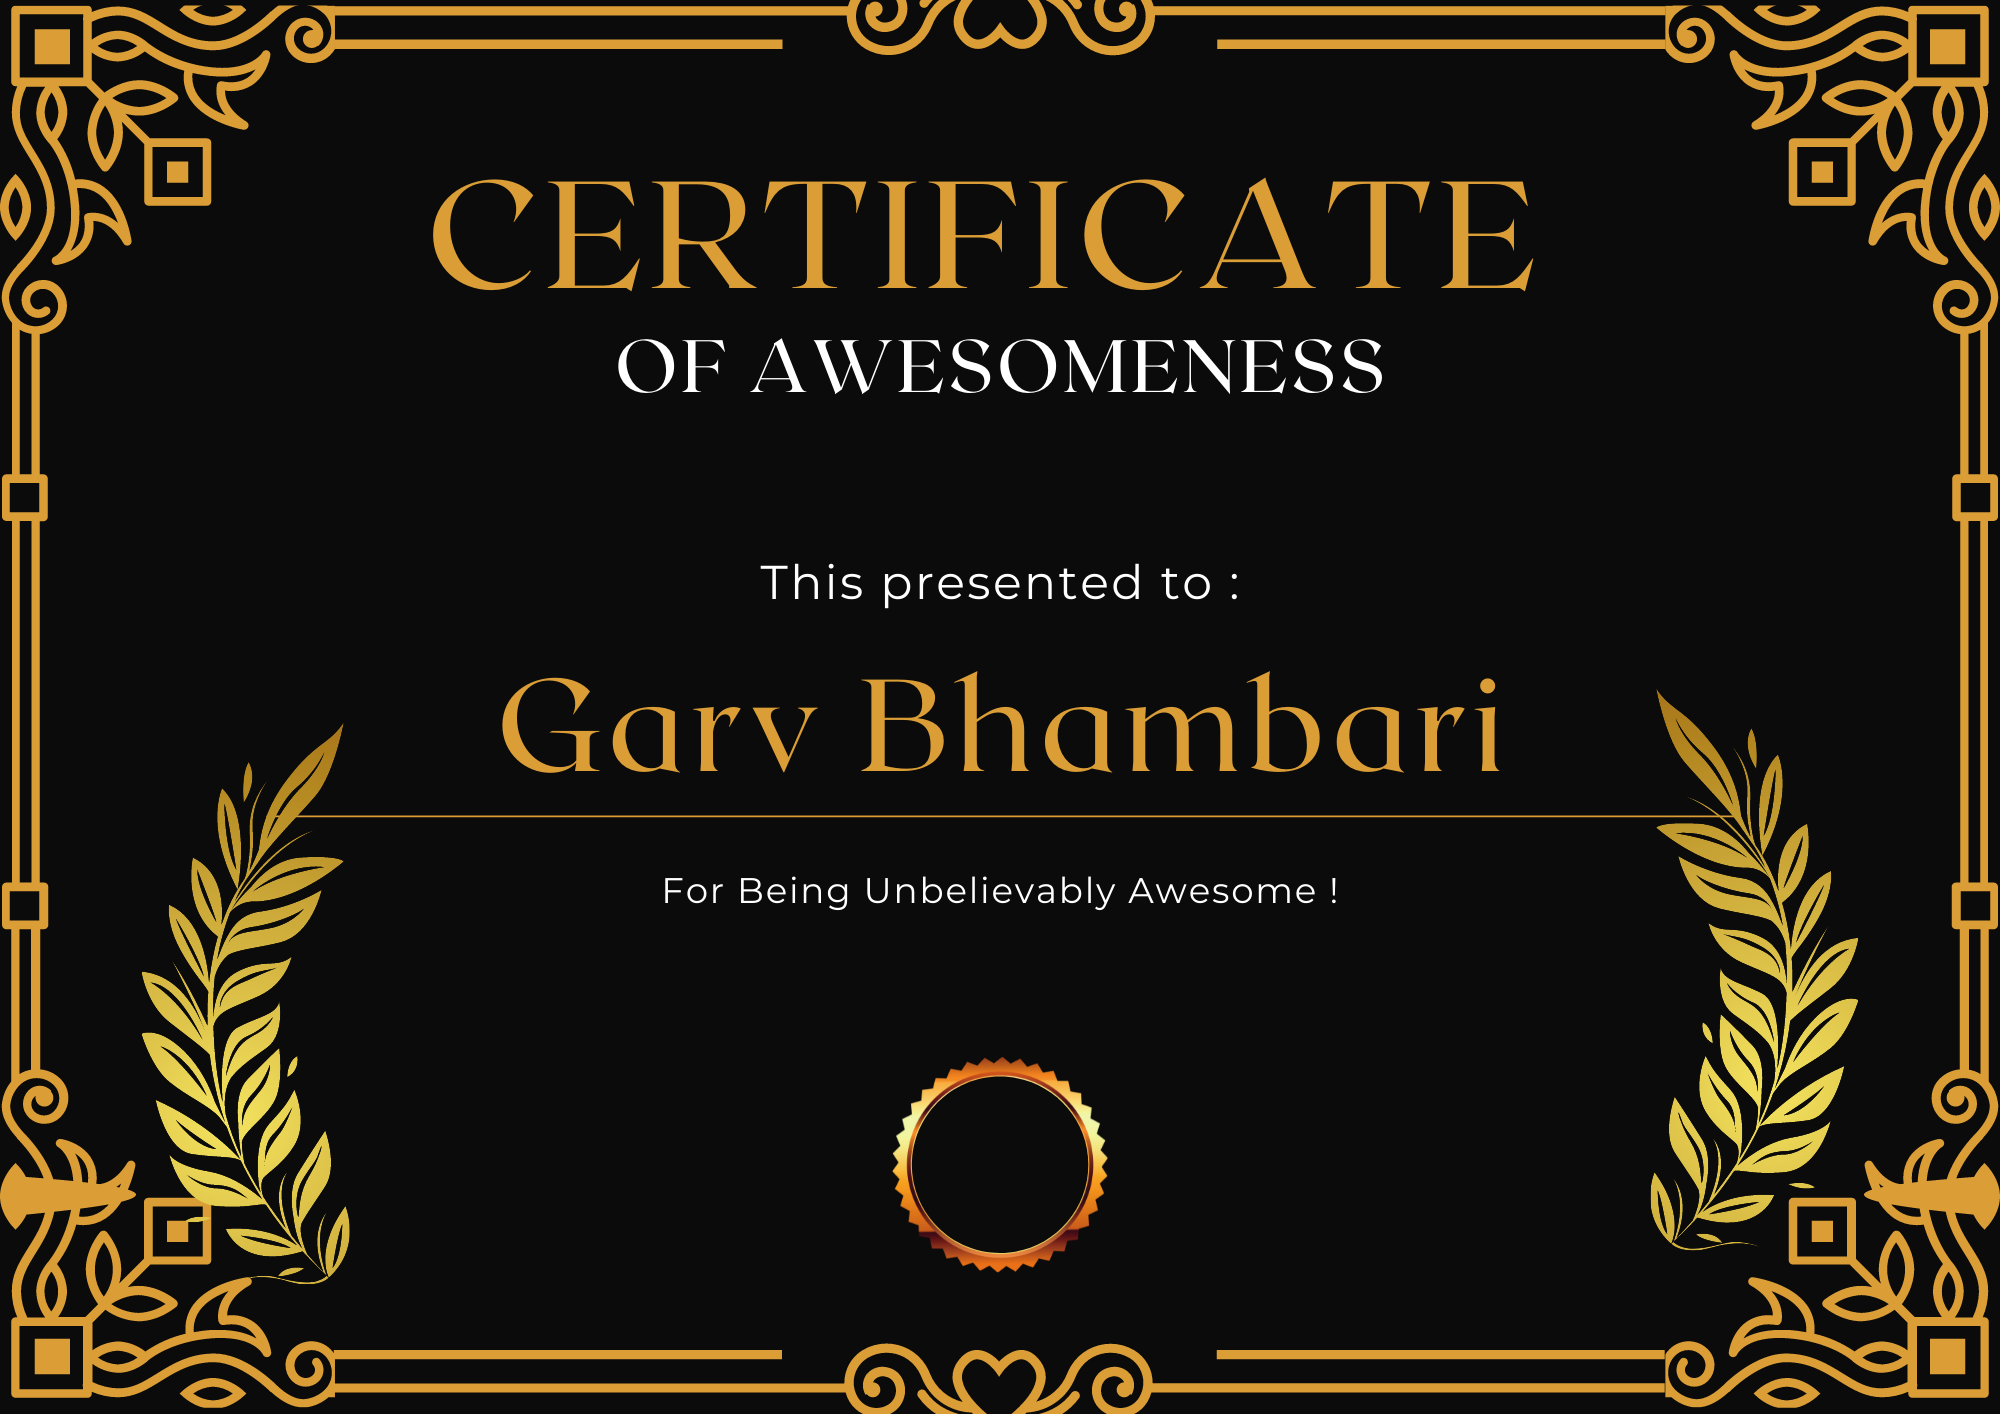 CERTIFICATE
OF AWESOMENESS
This presented to :
Garv Bhambari
For Being Unbelievably Awesome !